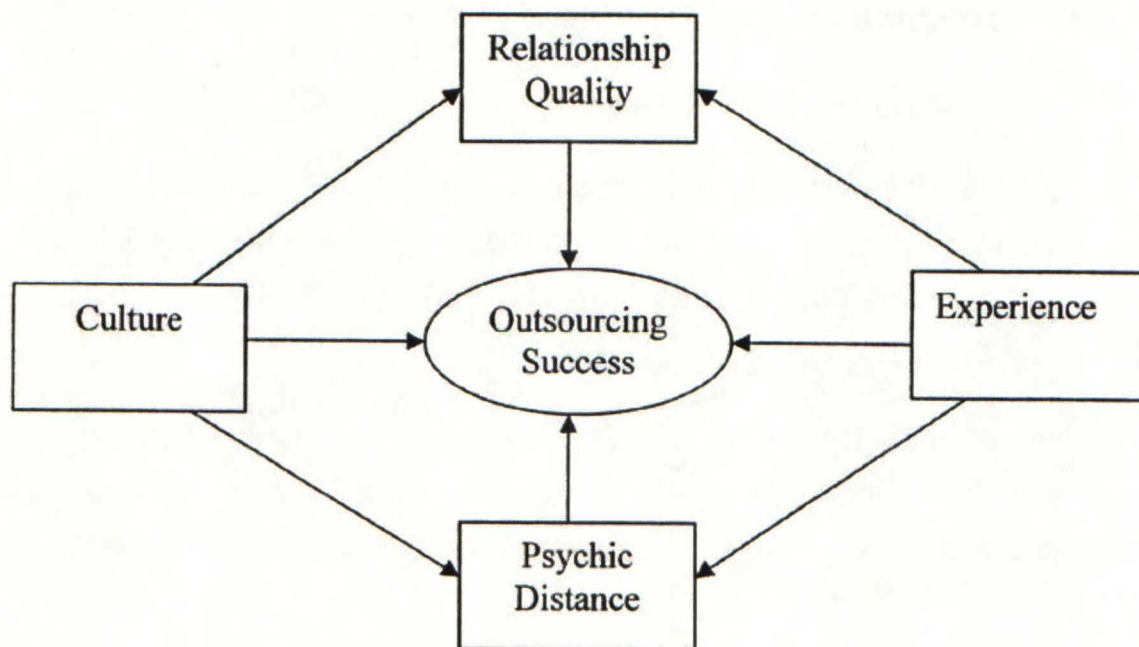 Relationship
Quality
Culture
Outsourcing
Success
Experience
Psychic
Distance